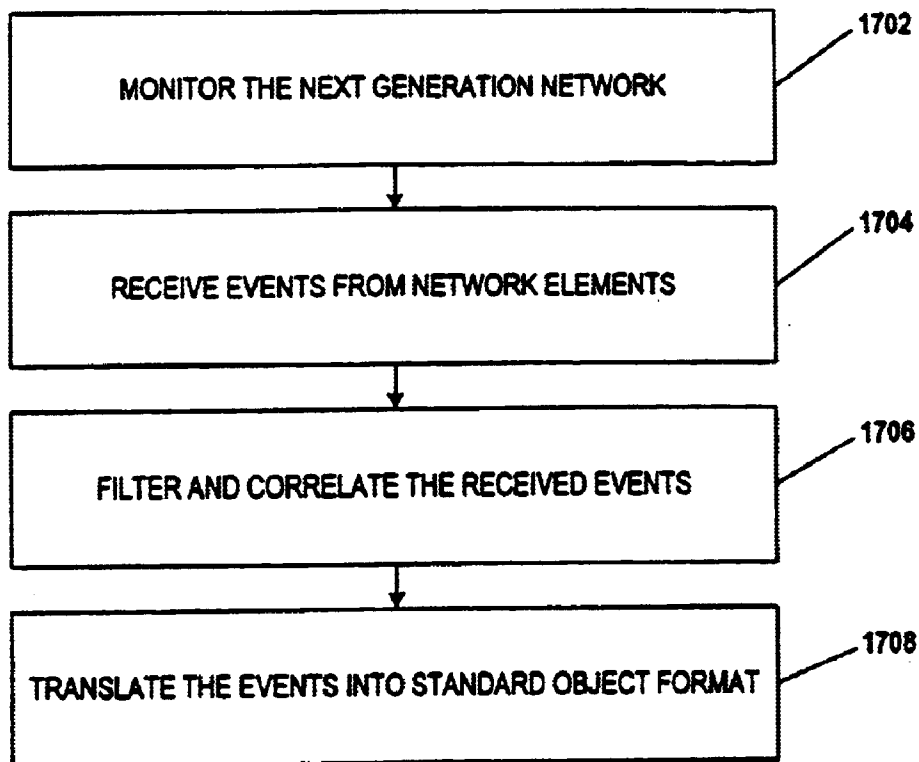 1702
MONITOR THE NEXT GENERATION NETWORK
1704
RECEIVE EVENTS FROM NETWORK ELEMENTS
1706
FILTER AND CORRELATE THE RECEIVED EVENTS
1708
TRANSLATE THE EVENTS INTO STANDARD OBJECT FORMAT